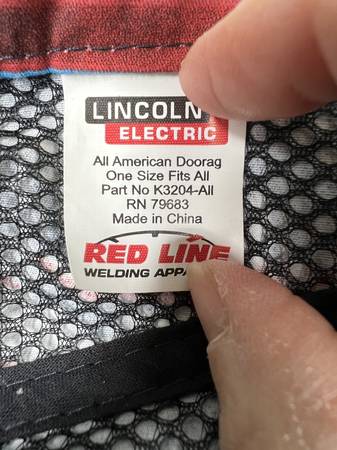 LINCOLN
ELECTRIC
All American Doorag
One Size Fits All
Part No K3204-All
RN 79683
Made in China
RED LINE
WELDING